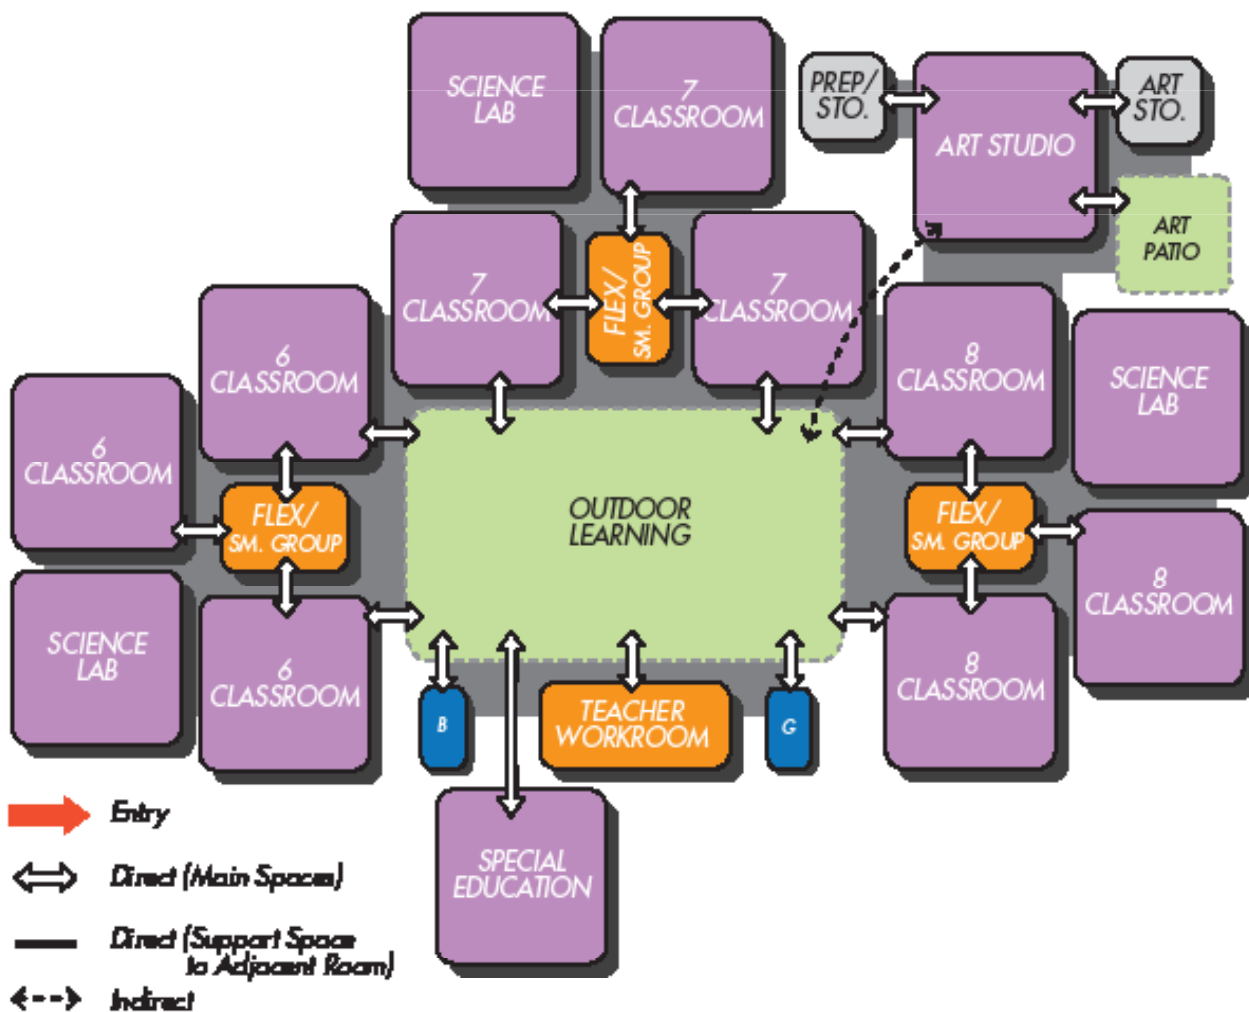 SCIENCE
LAB
7
CLASSROOM
PREP/
STO.
ART STUDIO
ART
STO.
ART
PATIO
7
CLASSROOM
FLEX/
SM. GROUP
7
CLASSROOM
6
CLASSROOM
8
CLASSROOM
SCIENCE
LAB
6
CLASSROOM
FLEX/
SM. GROUP
OUTDOOR
LEARNING
FLEX/
SM. GROUP
8
CLASSROOM
SCIENCE
LAB
6
CLASSROOM
8
CLASSROOM
B
TEACHER
WORKROOM
G
SPECIAL
EDUCATION
Entry
Direct (Main Spaces)
Direct (Support Space
to Adjacent Room)
Indirect